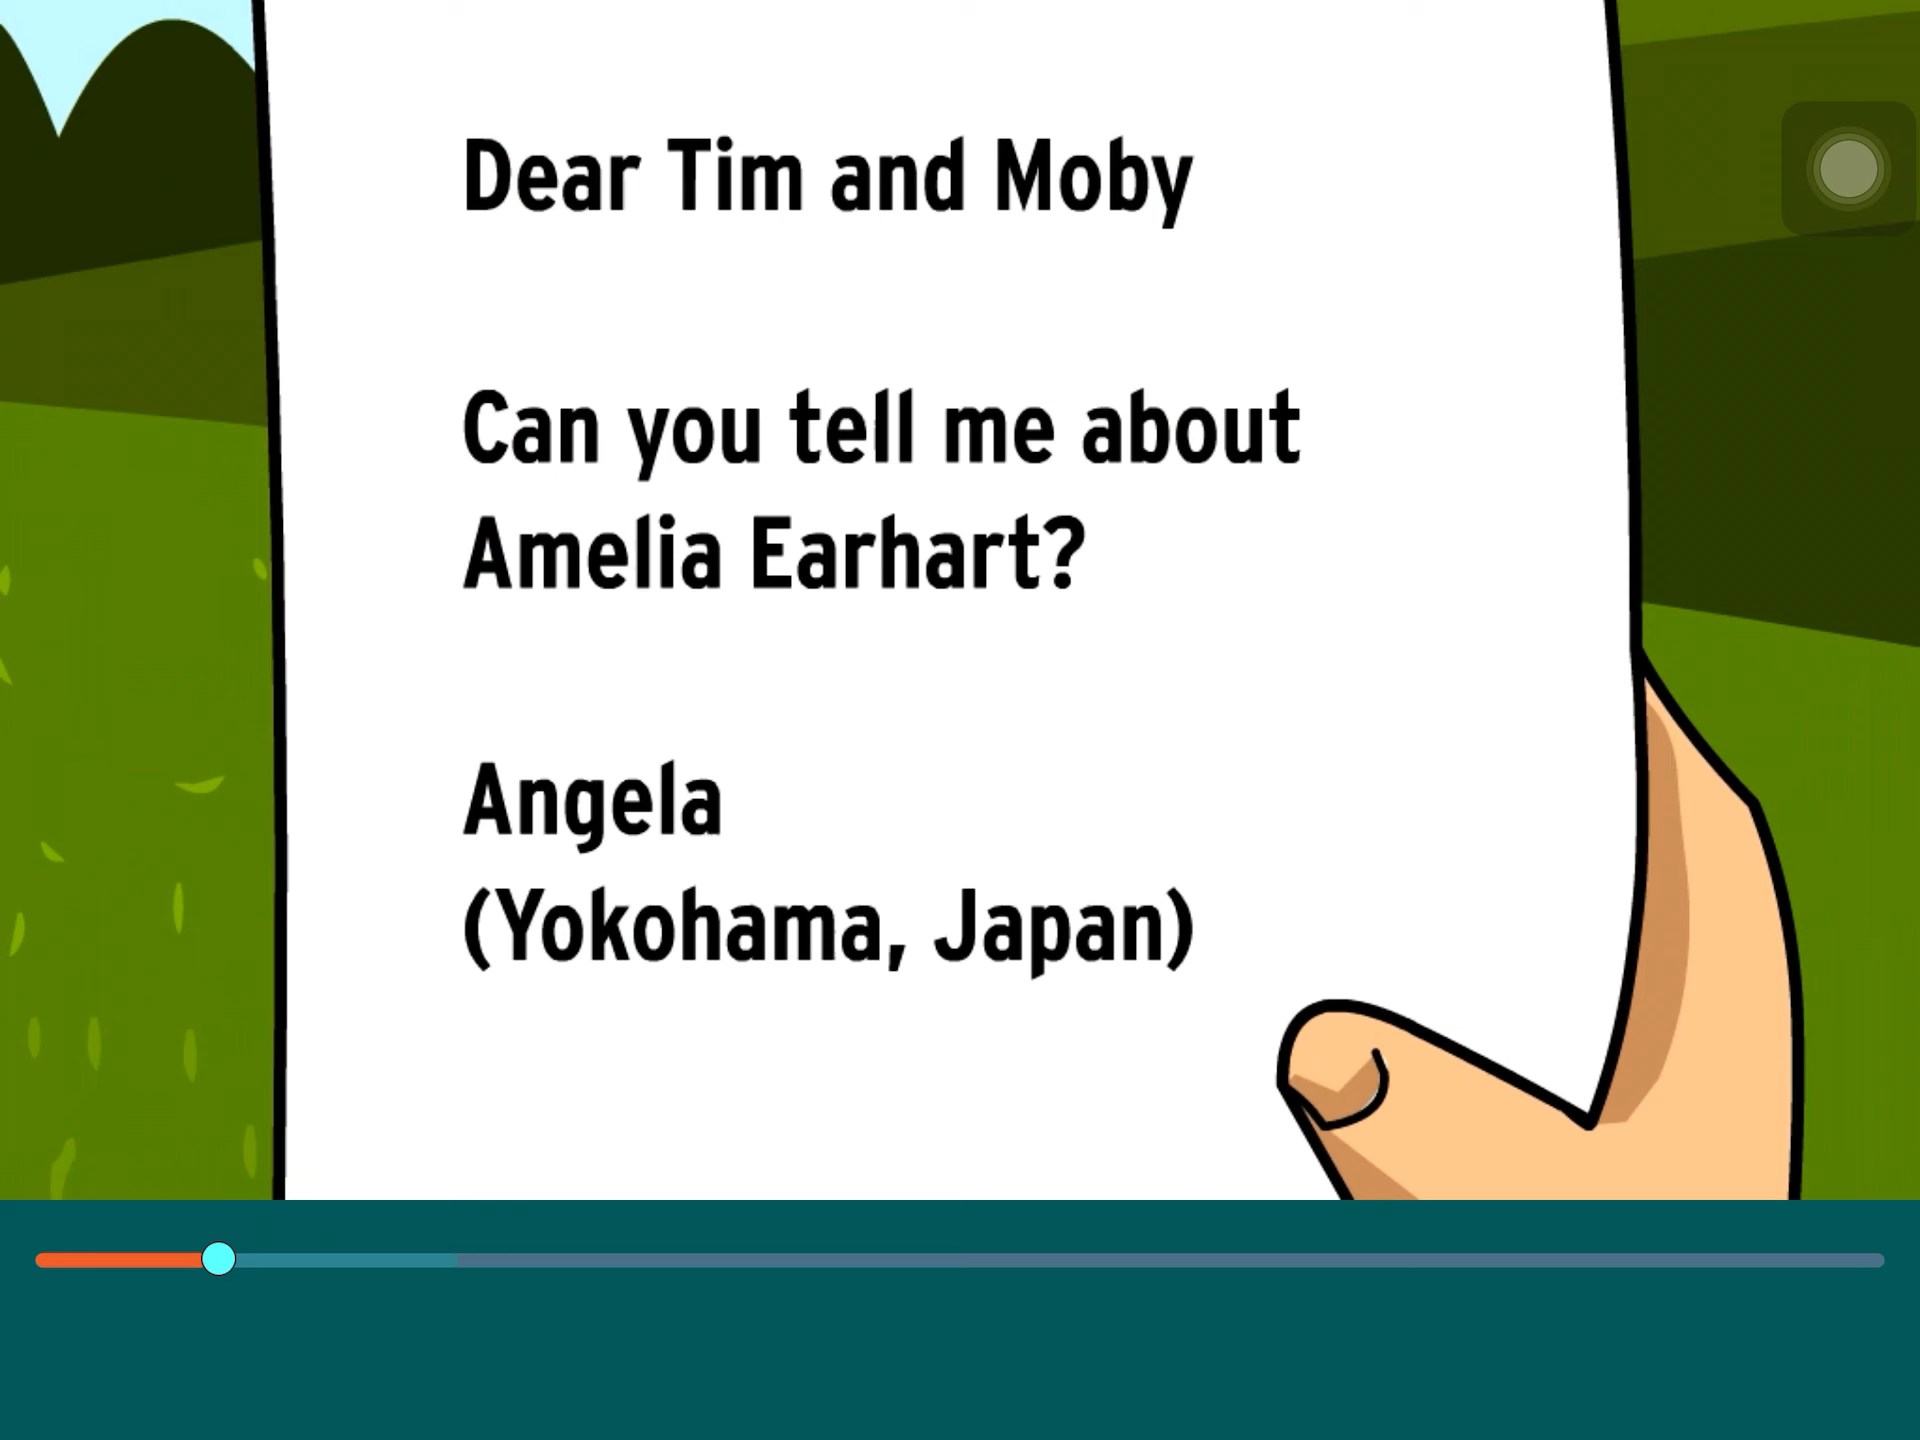 Dear Tim and Moby
Can you tell me about
Amelia Earhart?
Angela
(Yokohama, Japan)